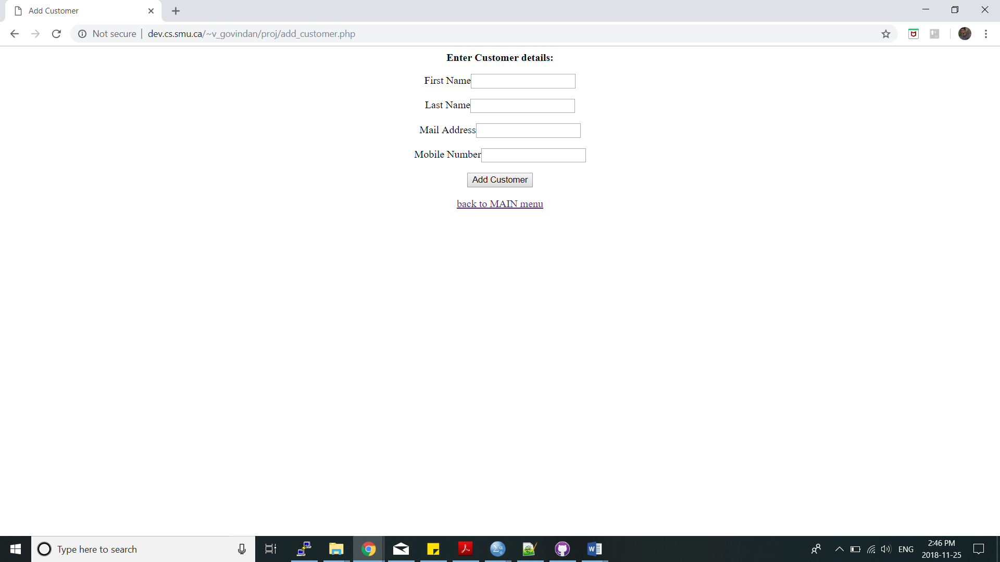 Add Customer
Not secure | dev.cs.smu.ca/~v_govindan/proj/add_customer.php
Enter Customer details:
First Name
Last Name
Mail Address
Mobile Number
Add Customer
back to MAIN menu
Type here to search
ENG
2:46 PM
2018-11-25